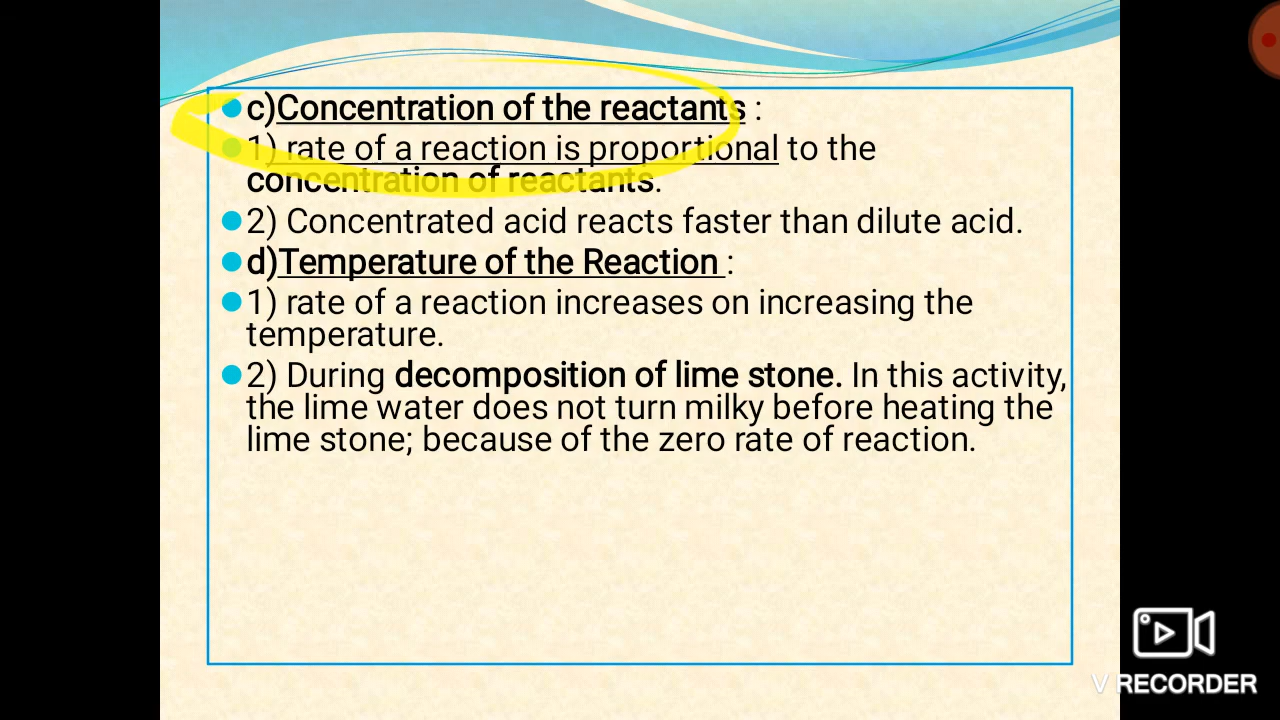 c)Concentration of the reactants :
1) rate of a reaction is proportional to the
concentration of reactants.
2) Concentrated acid reacts faster than dilute acid.
d)Temperature of the Reaction :
1) rate of a reaction increases on increasing the
temperature.
2) During decomposition of lime stone. In this activity,
the lime water does not turn milky before heating the
lime stone; because of the zero rate of reaction.
V RECORDER